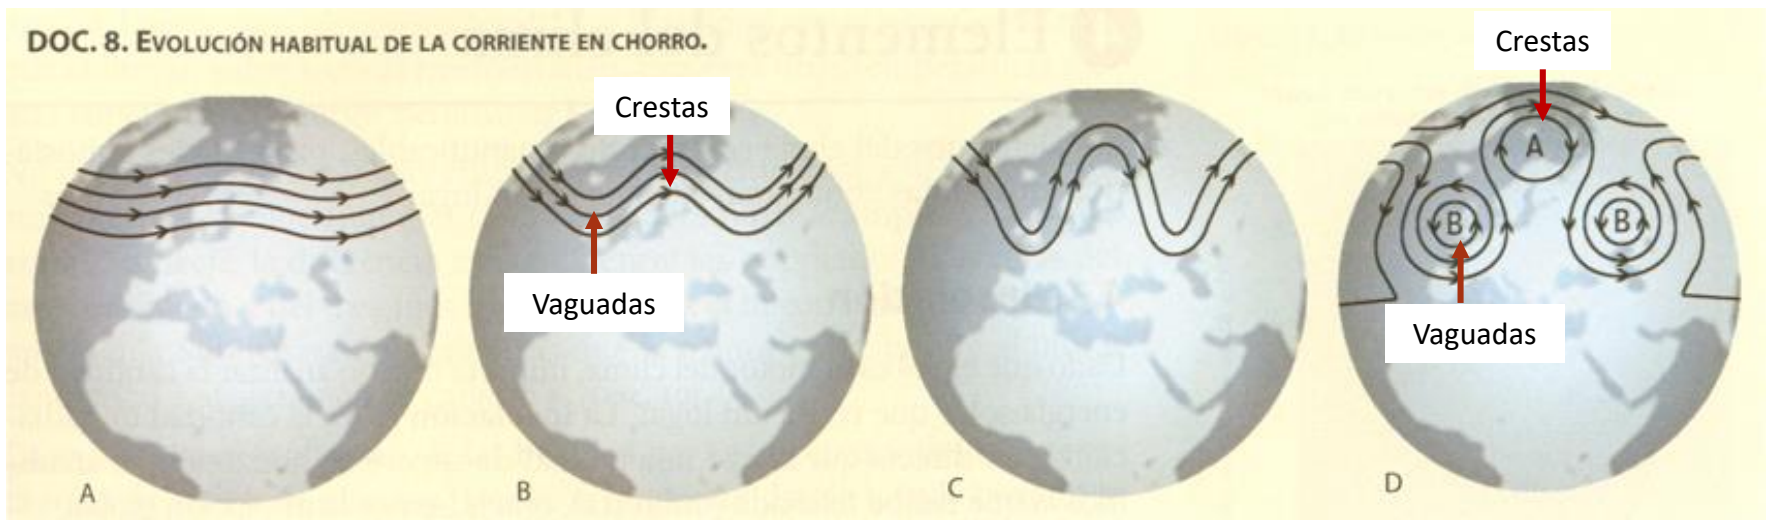 DOC. 8. EVOLUCIÓN HABITUAL DE LA CORRIENTE EN CHORRO.
Crestas
Crestas
Vaguadas
Vaguadas
A
B
B
A
B
C
D